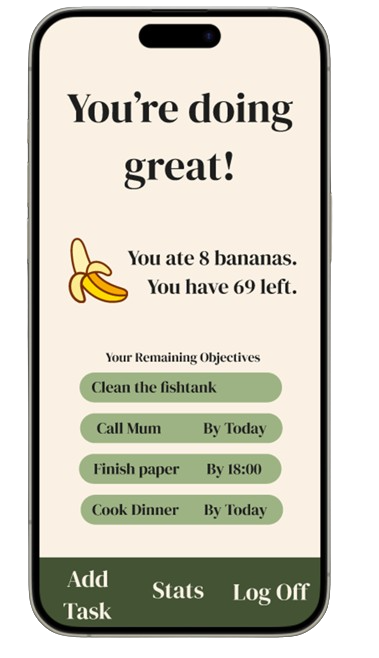 You’re doing
great!
You ate 8 bananas.
You have 69 left.
Your Remaining Objectives
Clean the fishtank
Call Mum By Today
Finish paper By 18:00
Cook Dinner By Today
Add
Task
Stats
Log Off